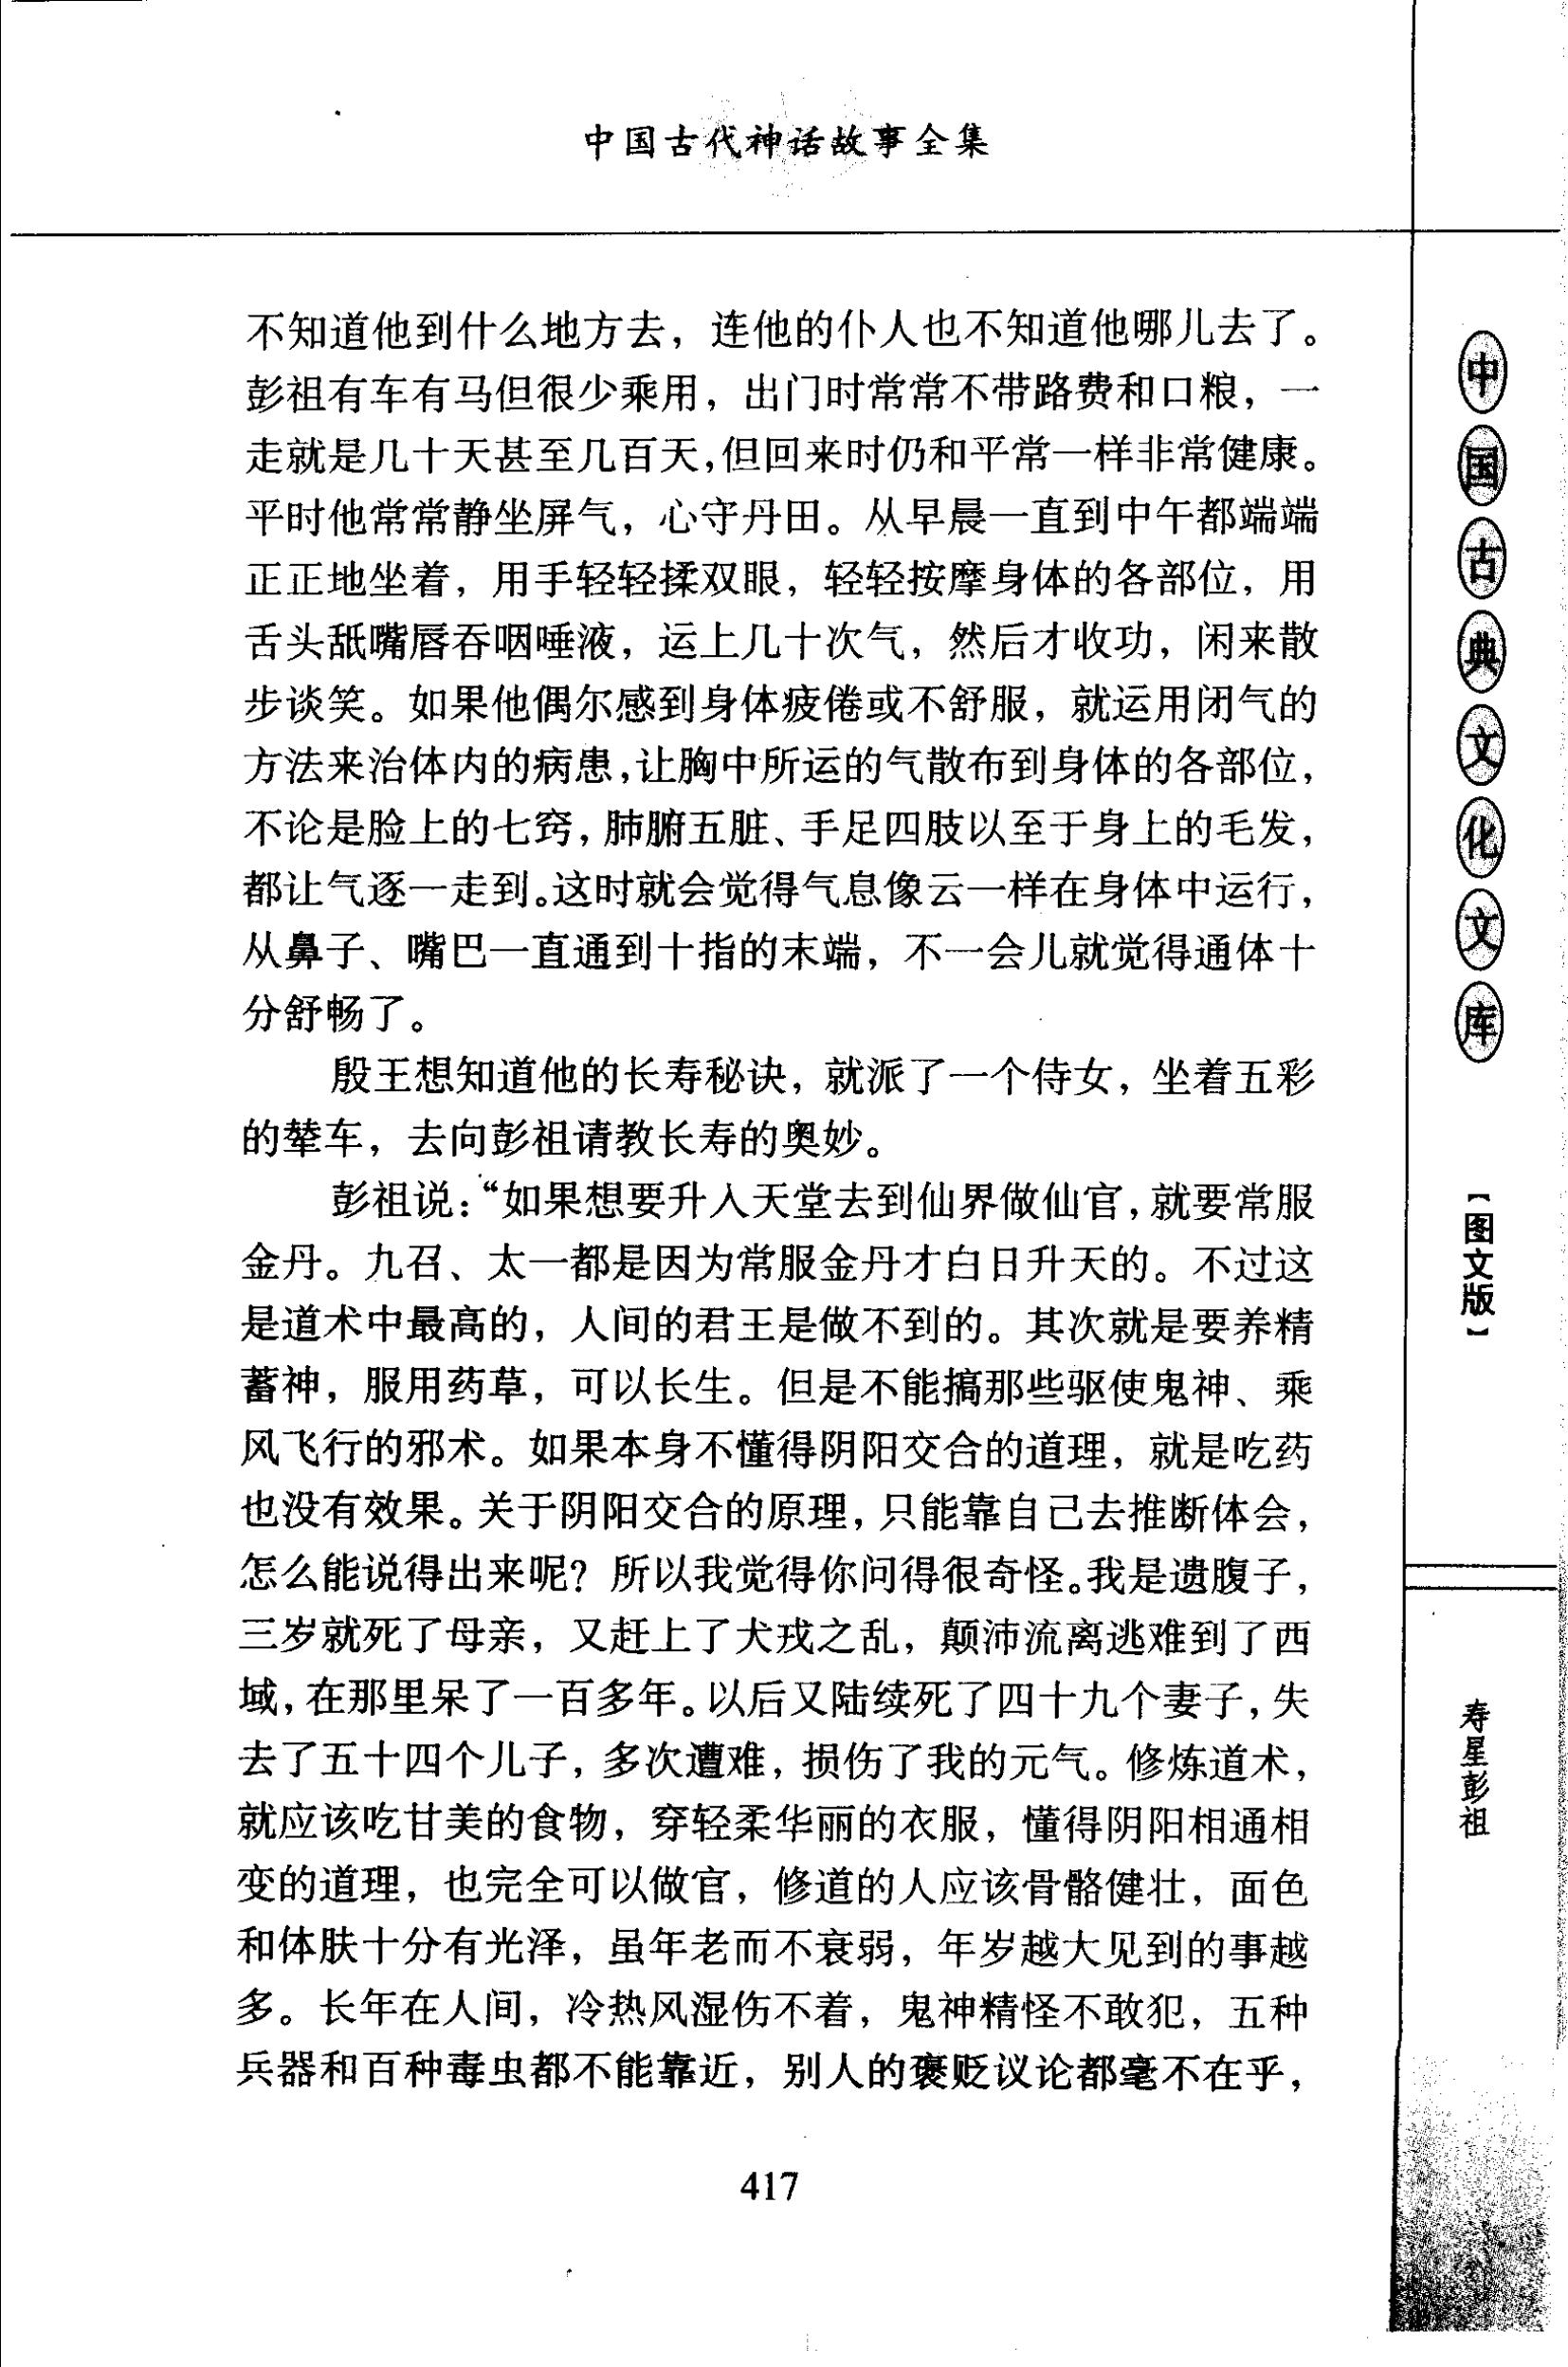 中国古代神话故事全集
不知道他到什么地方去，连他的仆人也不知道他哪儿去了。
彭祖有车有马但很少乘用，出门时常常不带路费和口粮，一
走就是几十天甚至几百天，但回来时仍和平常一样非常健康。
平时他常常静坐屏气，心守丹田。从早晨一直到中午都端端
正正地坐着，用手轻轻揉双眼，轻轻按摩身体的各部位，用
舌头舐嘴唇吞咽唾液，运上几十次气，然后才收功，闲来散
步谈笑。如果他偶尔感到身体疲倦或不舒服，就运用闭气的
方法来治体内的病患，让胸中所运的气散布到身体的各部位，
不论是脸上的七窍，肺腑五脏、手足四肢以至于身上的毛发，
都让气逐一走到。这时就会觉得气息像云一样在身体中运行，
从鼻子、嘴巴一直通到十指的末端，不一会儿就觉得通体十
分舒畅了。
殷王想知道他的长寿秘诀，就派了一个侍女，坐着五彩
的辇车，去向彭祖请教长寿的奥妙。
彭祖说：“如果想要升入天堂去到仙界做仙官，就要常服
金丹。九召、太一都是因为常服金丹才白日升天的。不过这
是道术中最高的，人间的君王是做不到的。其次就是要养精
蓄神，服用药草，可以长生。但是不能搞那些驱使鬼神、乘
风飞行的邪术。如果本身不懂得阴阳交合的道理，就是吃药
也没有效果。关于阴阳交合的原理，只能靠自己去推断体会，
怎么能说得出来呢？所以我觉得你问得很奇怪。我是遗腹子，
三岁就死了母亲，又赶上了犬戎之乱，颠沛流离逃难到了西
域，在那里呆了一百多年。以后又陆续死了四十九个妻子，失
去了五十四个儿子，多次遭难，损伤了我的元气。修炼道术，
就应该吃甘美的食物，穿轻柔华丽的衣服，懂得阴阳相通相
变的道理，也完全可以做官，修道的人应该骨骼健壮，面色
和体肤十分有光泽，虽年老而不衰弱，年岁越大见到的事越
多。长年在人间，冷热风湿伤不着，鬼神精怪不敢犯，五种
兵器和百种毒虫都不能靠近，别人的褒贬议论都毫不在乎，
417
中国古典文化文库
【图文版】
寿星彭祖